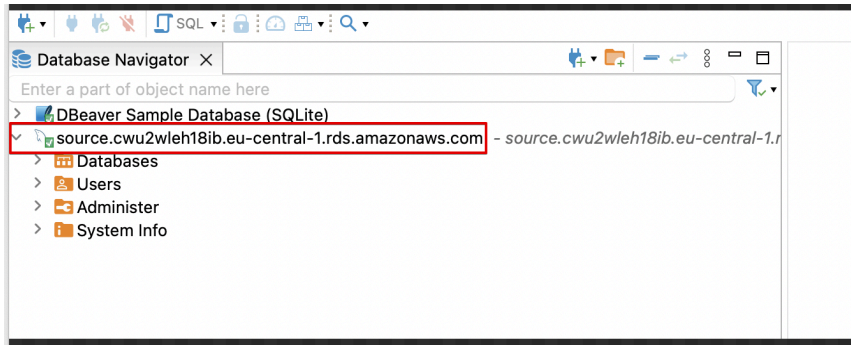 SQL
Database Navigator
Enter a part of object name here
DBeaver Sample Database (SQLite)
source.cwu2wleh18ib.eu-central-1.rds.amazonaws.com - source.cwu2wleh18ib.eu-central-1.r
Databases
Users
Administer
System Info